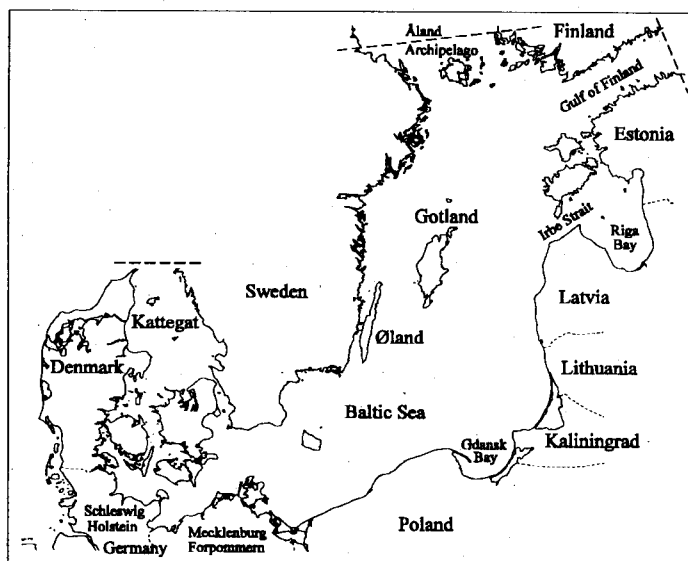 Åland
Archipelago
Finland
Gulf of Finland
Estonia
Gotland
Irbe Strait
Riga
Bay
Sweden
Kattegat
Latvia
Øland
Denmark
Lithuania
Baltic Sea
Gdansk
Bay
Kaliningrad
Schleswig
Holstein
Mecklenburg
Forpommern
Poland
Germany